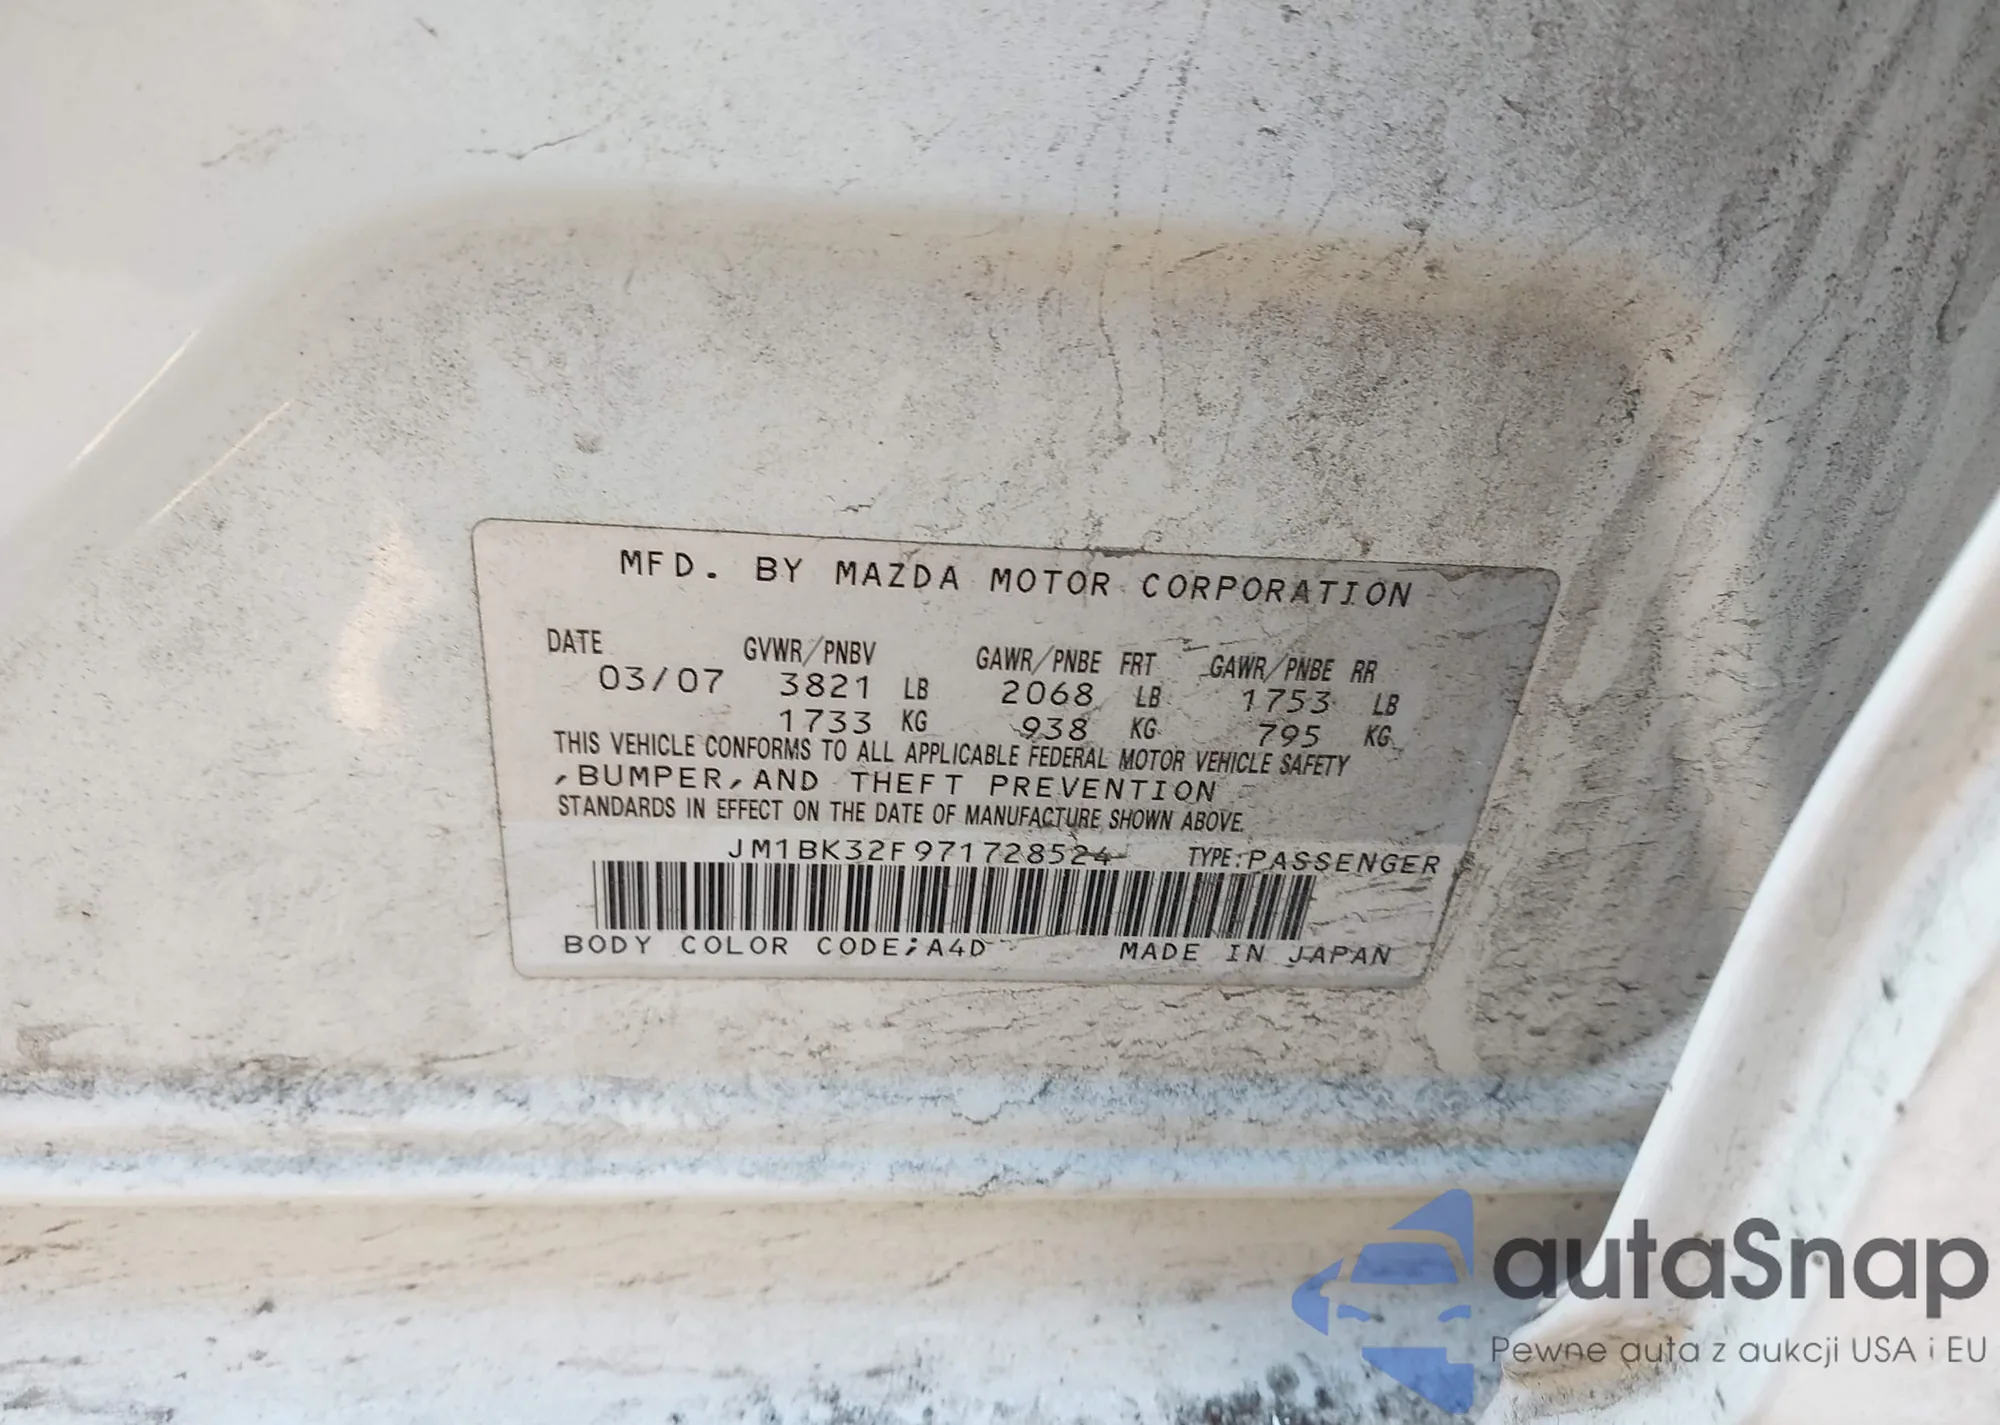 MFD. BY MAZDA MOTOR CORPORATION
DATE GVWR/PNBV GAWR/PNBE FRT GAWR/PNBE RR
03/07 3821 LB 2068 LB 1753 LB
1733 KG 938 KG 795 KG
THIS VEHICLE CONFORMS TO ALL APPLICABLE FEDERAL MOTOR VEHICLE SAFETY
,BUMPER,AND THEFT PREVENTION
STANDARDS IN EFFECT ON THE DATE OF MANUFACTURE SHOWN ABOVE.
JM1BK32F971728524 TYPE:PASSENGER
BODY COLOR CODE;A4D MADE IN JAPAN
autaSnap
Pewne auta z aukcji USA i EU